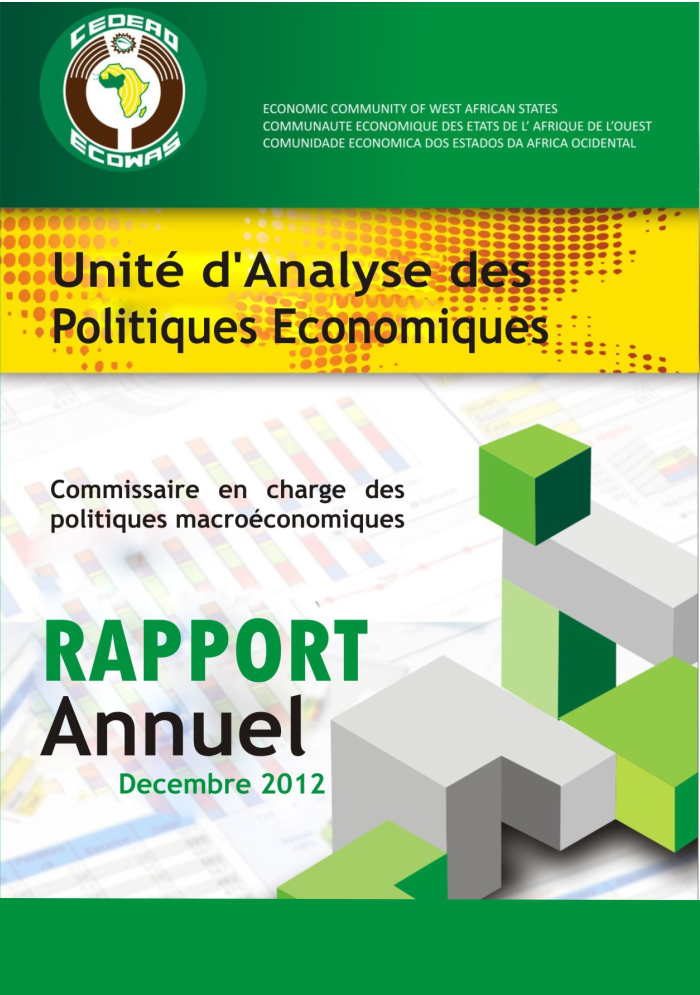 CEDEAO
ECOWAS
ECONOMIC COMMUNITY OF WEST AFRICAN STATES
COMMUNAUTE ECONOMIQUE DES ETATS DE L' AFRIQUE DE L'OUEST
COMUNIDADE ECONOMICA DOS ESTADOS DA AFRICA OCIDENTAL
Unité d'Analyse des
Politiques Economiques
Commissaire en charge des
politiques macroéconomiques
RAPPORT
Annuel
Decembre 2012